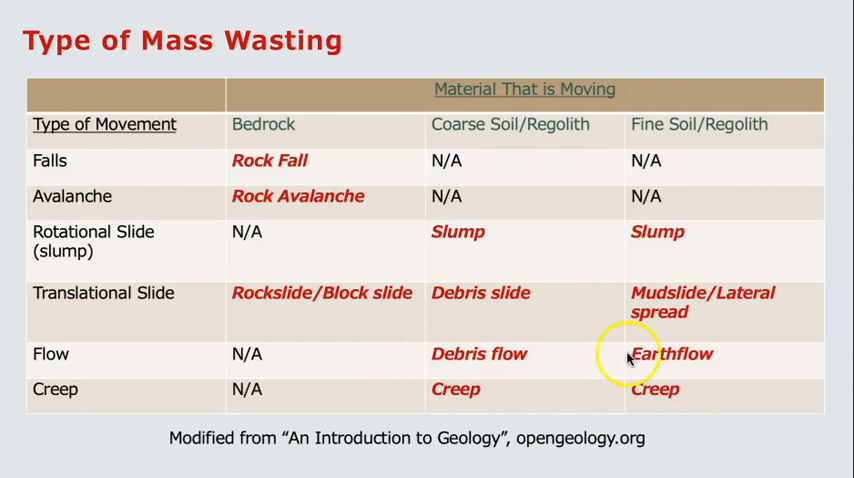 Type of Mass Wasting
Material That is Moving
Type of Movement Bedrock Coarse Soil/Regolith Fine Soil/Regolith
Falls Rock Fall N/A N/A
Avalanche Rock Avalanche N/A N/A
Rotational Slide (slump) N/A Slump Slump
Translational Slide Rockslide/Block slide Debris slide Mudslide/Lateral spread
Flow N/A Debris flow Earthflow
Creep N/A Creep Creep
Modified from “An Introduction to Geology”, opengeology.org